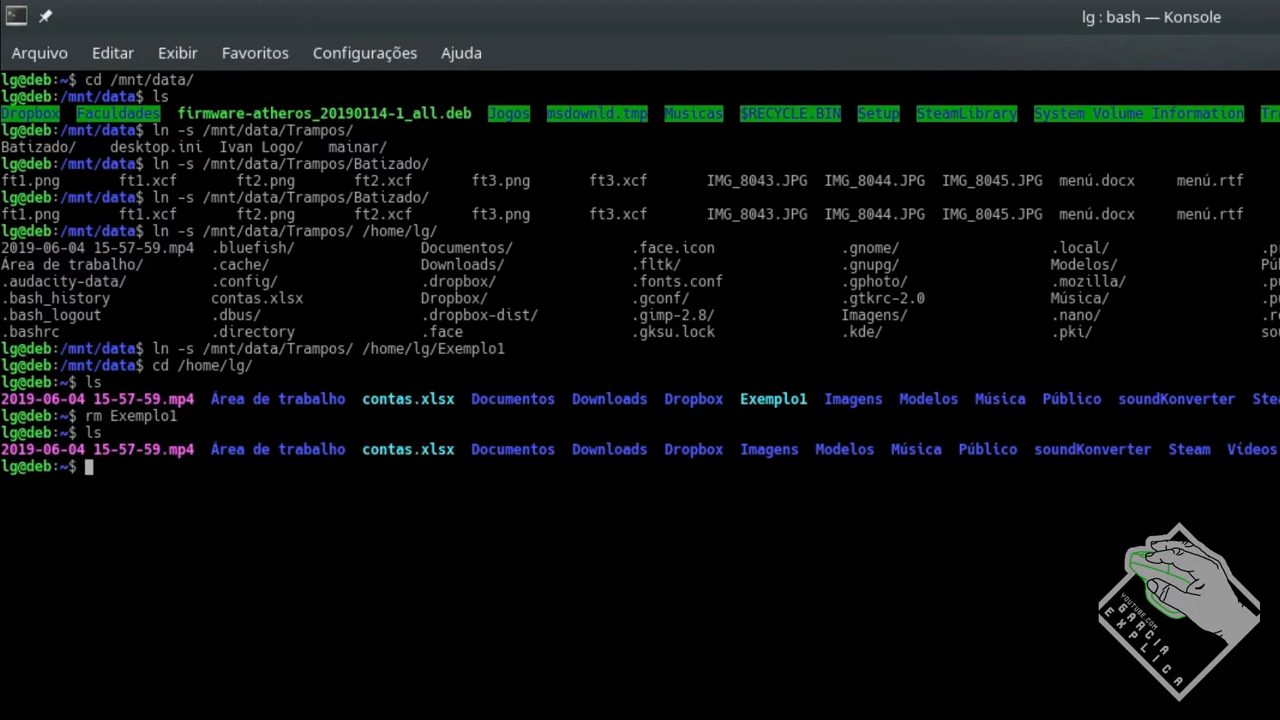 lg : bash — Konsole
Arquivo Editar Exibir Favoritos Configurações Ajuda
lg@deb:~$ cd /mnt/data/
lg@deb:/mnt/data$ ls
Dropbox Faculdades firmware-atheros_20190114-1_all.deb Jogos msdownld.tmp Musicas $RECYCLE.BIN Setup SteamLibrary System Volume Information Tr
lg@deb:/mnt/data$ ln -s /mnt/data/Trampos/
Batizado/ desktop.ini Ivan Logo/ mainar/
lg@deb:/mnt/data$ ln -s /mnt/data/Trampos/Batizado/
ft1.png ft1.xcf ft2.png ft2.xcf ft3.png ft3.xcf IMG_8043.JPG IMG_8044.JPG IMG_8045.JPG menú.docx menú.rtf
lg@deb:/mnt/data$ ln -s /mnt/data/Trampos/Batizado/
ft1.png ft1.xcf ft2.png ft2.xcf ft3.png ft3.xcf IMG_8043.JPG IMG_8044.JPG IMG_8045.JPG menú.docx menú.rtf
lg@deb:/mnt/data$ ln -s /mnt/data/Trampos/ /home/lg/
2019-06-04 15-57-59.mp4 .bluefish/ Documentos/ .face.icon .gnome/ .local/ .p
Área de trabalho/ .cache/ Downloads/ .fltk/ .gnupg/ Modelos/ Pú
.audacity-data/ .config/ .dropbox/ .fonts.conf .gphoto/ .mozilla/ .pu
.bash_history contas.xlsx Dropbox/ .gconf/ .gtkrc-2.0 Música/ .pu
.bash_logout .dbus/ .dropbox-dist/ .gimp-2.8/ Imagens/ .nano/ .r
.bashrc .directory .face .gksu.lock .kde/ .pki/ so
lg@deb:/mnt/data$ ln -s /mnt/data/Trampos/ /home/lg/Exemplo1
lg@deb:/mnt/data$ cd /home/lg/
lg@deb:~$ ls
2019-06-04 15-57-59.mp4 Área de trabalho contas.xlsx Documentos Downloads Dropbox Exemplo1 Imagens Modelos Música Público soundKonverter Ste
lg@deb:~$ rm Exemplo1
lg@deb:~$ ls
2019-06-04 15-57-59.mp4 Área de trabalho contas.xlsx Documentos Downloads Dropbox Imagens Modelos Música Público soundKonverter Steam Vídeos
lg@deb:~$
YOUTUBE.COM
GARCIA
EXPLICA